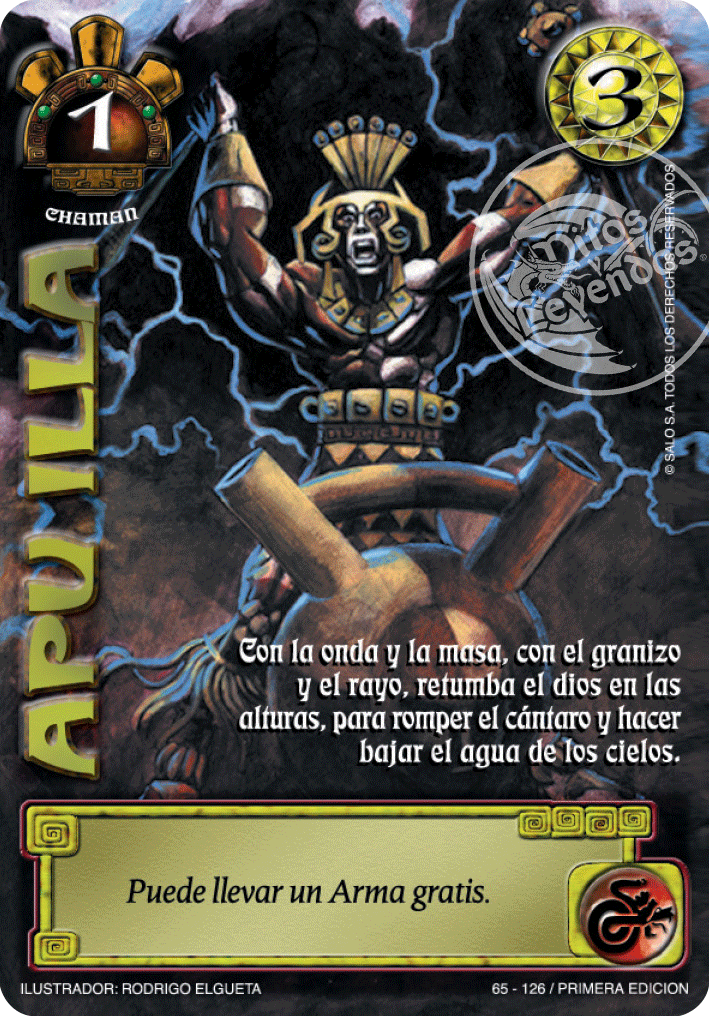 1
3
CHAMAN
APU ILLA
Mitos
Leyendas
© SALO S.A. TODOS LOS DERECHOS RESERVADOS
Con la onda y la masa, con el granizo
y el rayo, retumba el dios en las
alturas, para romper el cántaro y hacer
bajar el agua de los cielos.
Puede llevar un Arma gratis.
ILUSTRADOR: RODRIGO ELGUETA
65 - 126 / PRIMERA EDICION